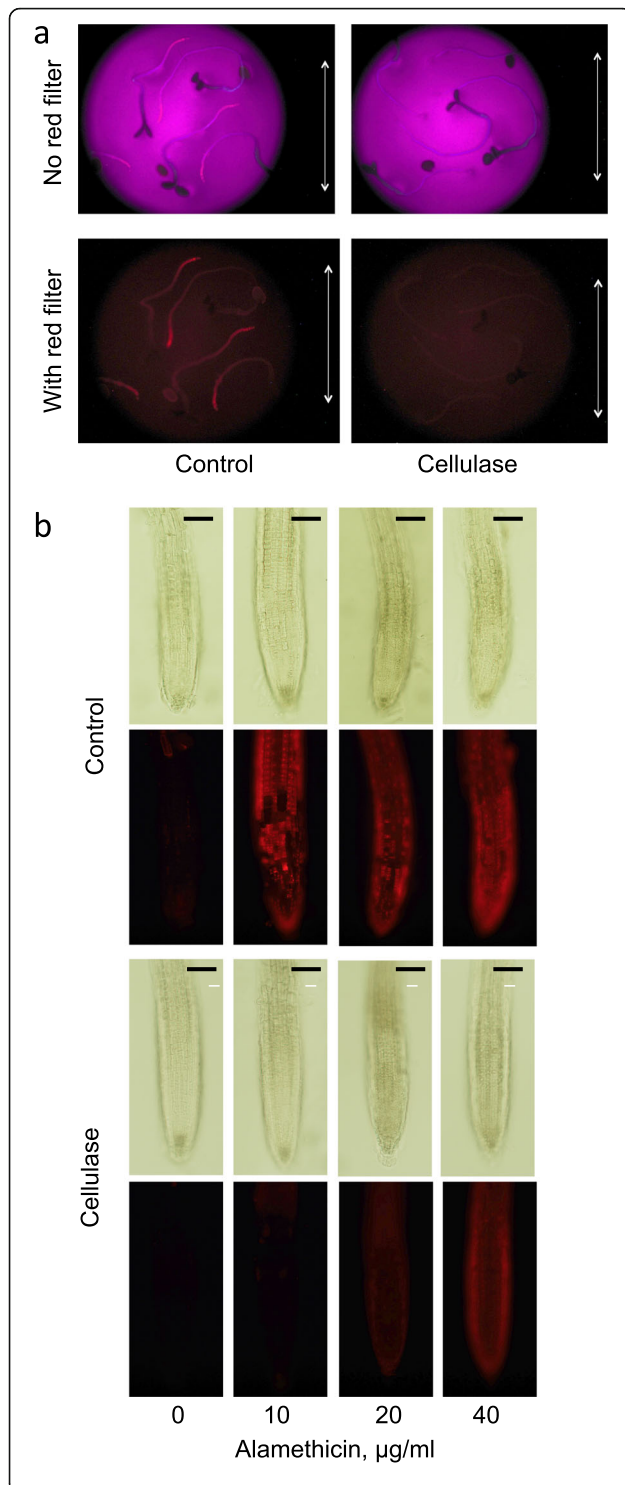 a
No red filter
With red filter
Control
Cellulase
b
Control
Cellulase
0
10
20
40
Alamethicin, µg/ml